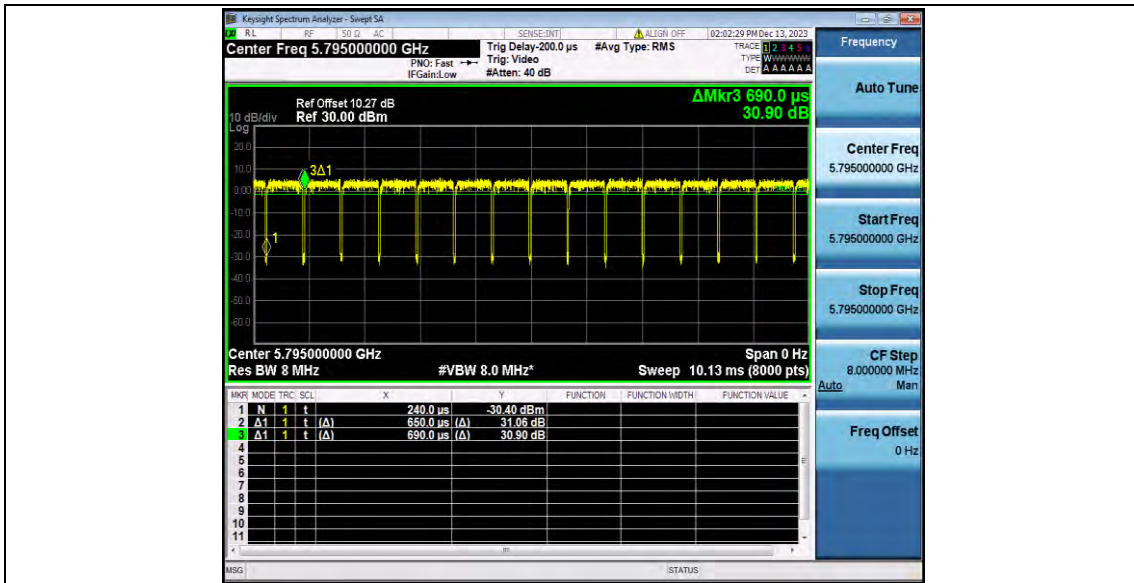 Keysight Spectrum Analyzer - Swept SA
RL RF 50 Ω AC SENSE:INT ALIGN OFF 02:02:29 PM Dec 13, 2023
Center Freq 5.795000000 GHz
PNO: Fast
IFGain:Low
Trig Delay-200.0 µs
Trig: Video
#Atten: 40 dB
#Avg Type: RMS
TRACE 1 2 3 4 5 6
TYPE WWWWWW
DET A A A A A A
ΔMkr3 690.0 µs
30.90 dB
Ref Offset 10.27 dB
10 dB/div Ref 30.00 dBm
Log
20.0
10.0
0.00
-10.0
-20.0
-30.0
-40.0
-50.0
-60.0
3Δ1
1
Center 5.795000000 GHz Span 0 Hz
Res BW 8 MHz #VBW 8.0 MHz* Sweep 10.13 ms (8000 pts)
MKR MODE TRC SCL X Y FUNCTION FUNCTION WIDTH FUNCTION VALUE
1 N 1 t 240.0 µs -30.40 dBm
2 Δ1 1 t (Δ) 650.0 µs (Δ) 31.06 dB
3 Δ1 1 t (Δ) 690.0 µs (Δ) 30.90 dB
4
5
6
7
8
9
10
11
MSG STATUS
Frequency
Auto Tune
Center Freq
5.795000000 GHz
Start Freq
5.795000000 GHz
Stop Freq
5.795000000 GHz
CF Step
8.000000 MHz
Auto Man
Freq Offset
0 Hz